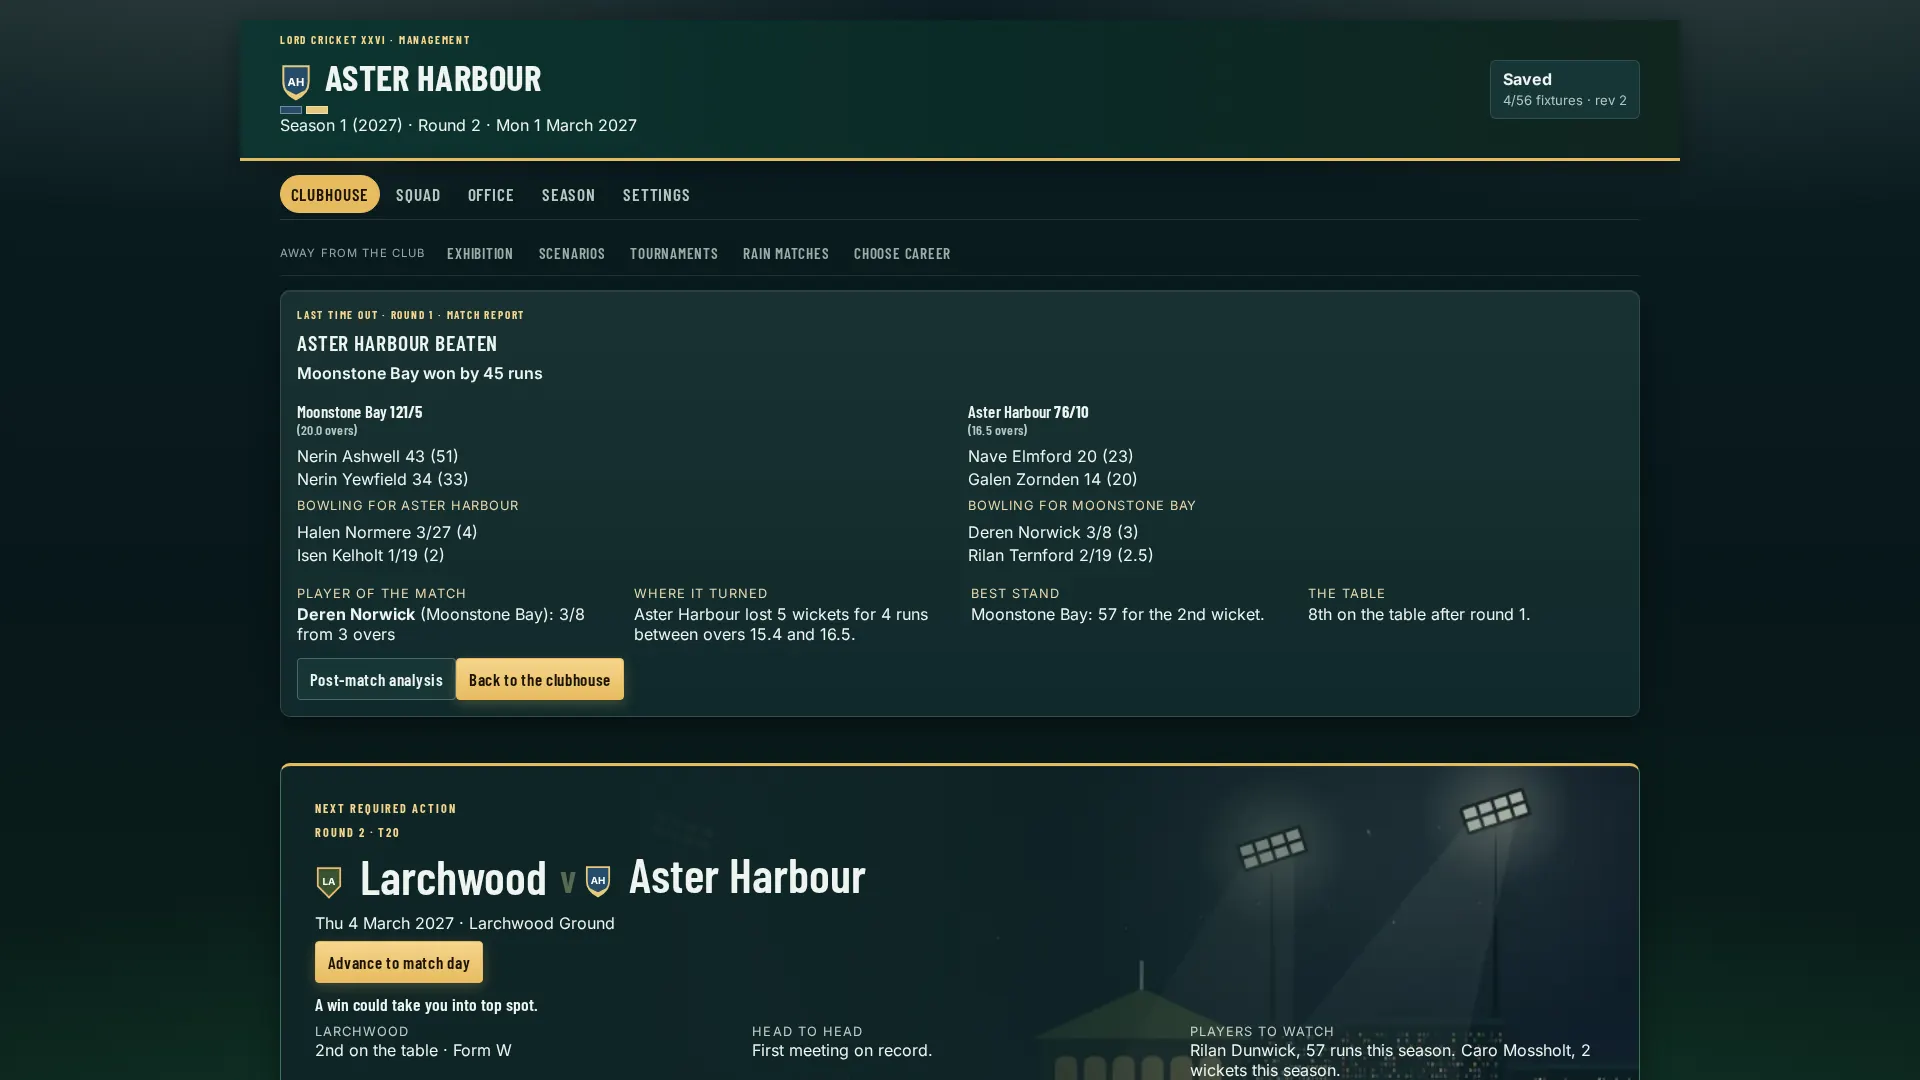 LORD CRICKET XXVI · MANAGEMENT
AH ASTER HARBOUR
Season 1 (2027) · Round 2 · Mon 1 March 2027
Saved
4/56 fixtures · rev 2
CLUBHOUSE SQUAD OFFICE SEASON SETTINGS
AWAY FROM THE CLUB EXHIBITION SCENARIOS TOURNAMENTS RAIN MATCHES CHOOSE CAREER
LAST TIME OUT · ROUND 1 · MATCH REPORT
ASTER HARBOUR BEATEN
Moonstone Bay won by 45 runs
Moonstone Bay 121/5
(20.0 overs)
Nerin Ashwell 43 (51)
Nerin Yewfield 34 (33)
BOWLING FOR ASTER HARBOUR
Halen Normere 3/27 (4)
Isen Kelholt 1/19 (2)
Aster Harbour 76/10
(16.5 overs)
Nave Elmford 20 (23)
Galen Zornden 14 (20)
BOWLING FOR MOONSTONE BAY
Deren Norwick 3/8 (3)
Rilan Ternford 2/19 (2.5)
PLAYER OF THE MATCH
Deren Norwick (Moonstone Bay): 3/8
from 3 overs
WHERE IT TURNED
Aster Harbour lost 5 wickets for 4 runs
between overs 15.4 and 16.5.
BEST STAND
Moonstone Bay: 57 for the 2nd wicket.
THE TABLE
8th on the table after round 1.
Post-match analysis Back to the clubhouse
NEXT REQUIRED ACTION
ROUND 2 · T20
LA Larchwood v AH Aster Harbour
Thu 4 March 2027 · Larchwood Ground
Advance to match day
A win could take you into top spot.
LARCHWOOD
2nd on the table · Form W
HEAD TO HEAD
First meeting on record.
PLAYERS TO WATCH
Rilan Dunwick, 57 runs this season. Caro Mossholt, 2
wickets this season.